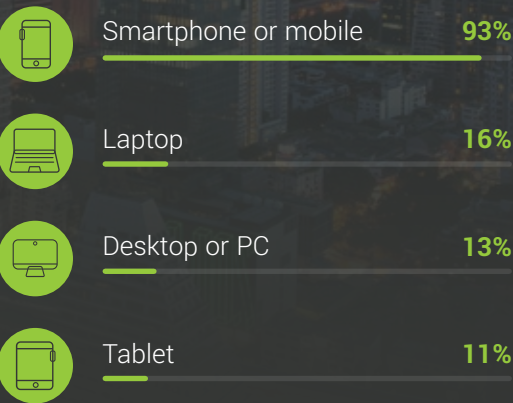 Smartphone or mobile 93%
Laptop 16%
Desktop or PC 13%
Tablet 11%